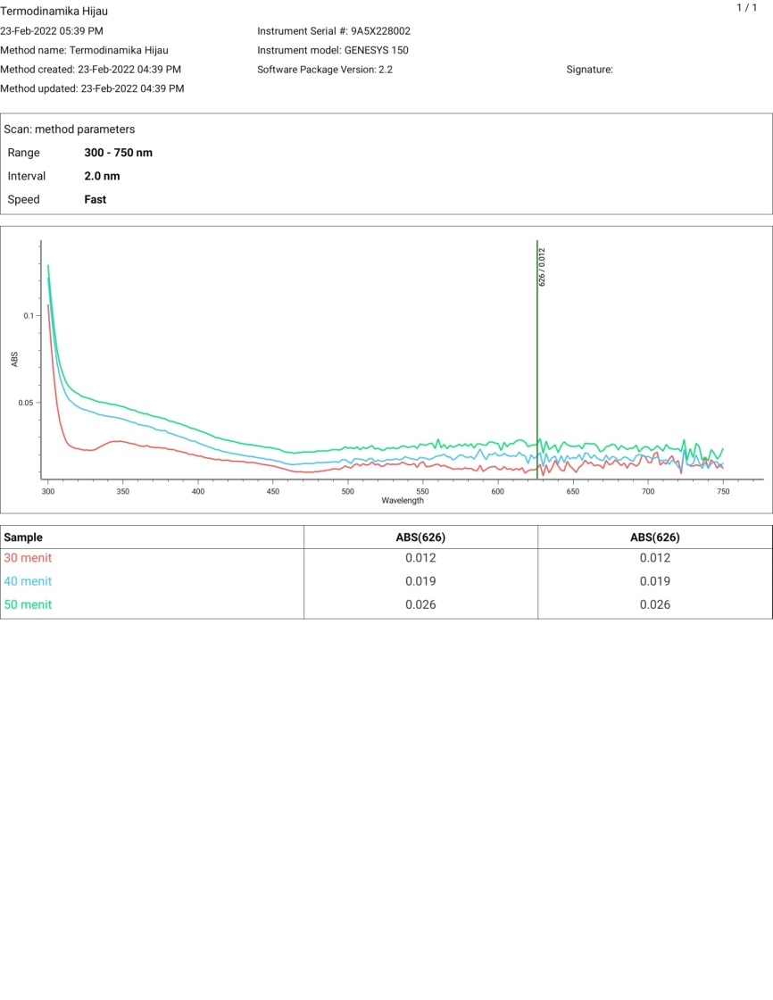 1 / 1
Termodinamika Hijau
23-Feb-2022 05:39 PM Instrument Serial #: 9A5X228002
Method name: Termodinamika Hijau Instrument model: GENESYS 150
Method created: 23-Feb-2022 04:39 PM Software Package Version: 2.2 Signature:
Method updated: 23-Feb-2022 04:39 PM
Scan: method parameters
Range 300 - 750 nm
Interval 2.0 nm
Speed Fast
626 / 0.012
0.1
ABS
0.05
300 350 400 450 500 550 600 650 700 750
Wavelength
Sample ABS(626) ABS(626)
30 menit 0.012 0.012
40 menit 0.019 0.019
50 menit 0.026 0.026